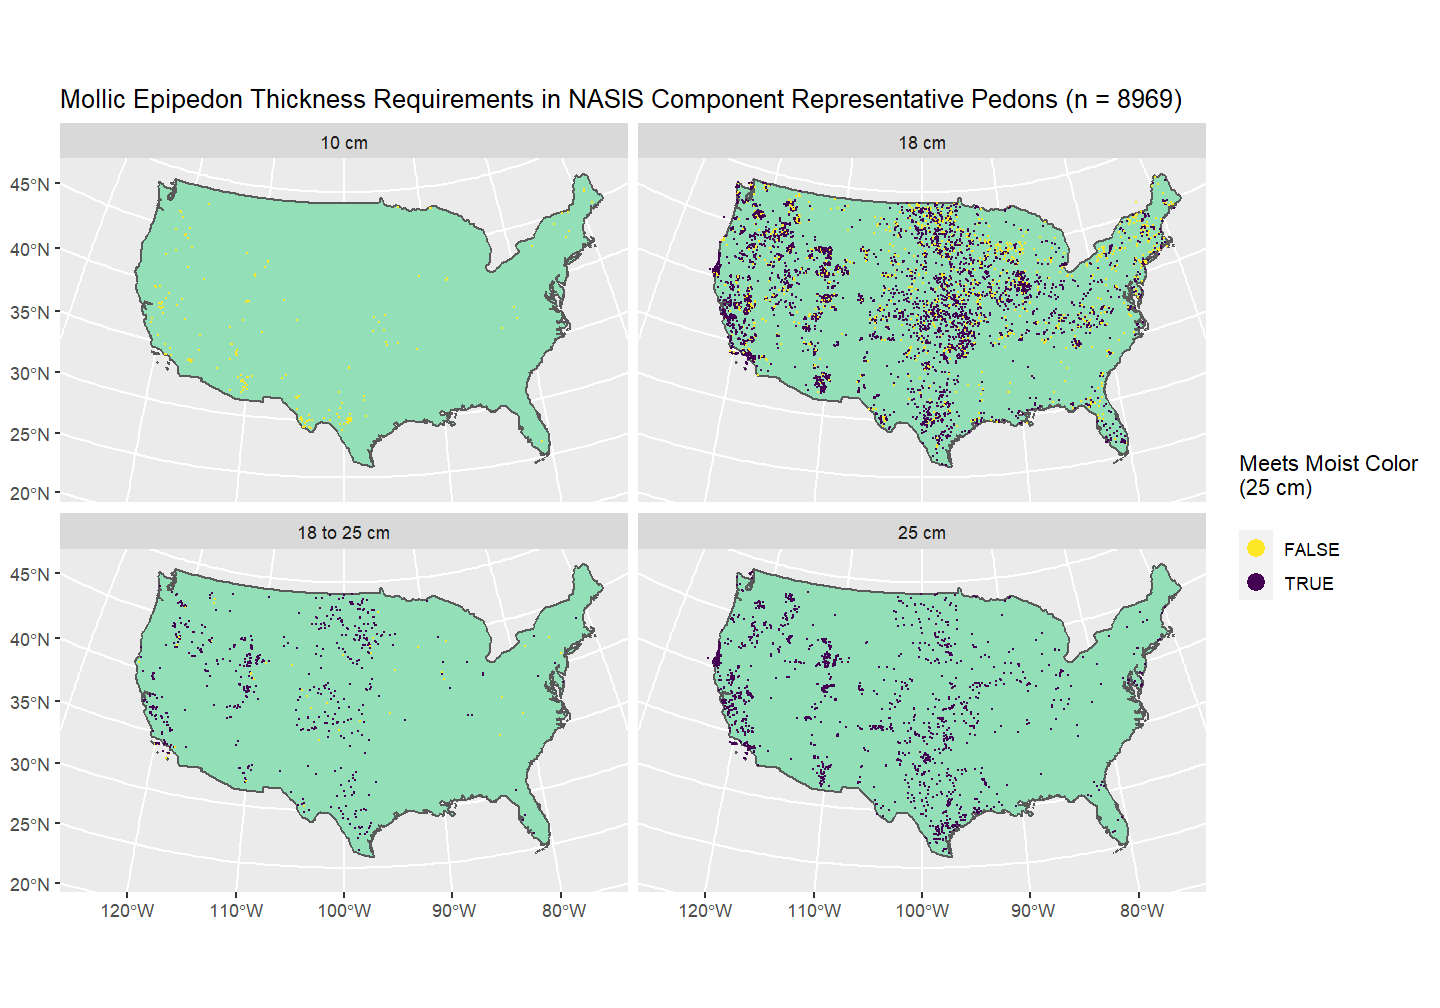 Mollic Epipedon Thickness Requirements in NASIS Component Representative Pedons (n = 8969)
10 cm
18 cm
45°N
40°N
35°N
30°N
25°N
20°N
18 to 25 cm
25 cm
45°N
40°N
35°N
30°N
25°N
20°N
120°W
110°W
100°W
90°W
80°W
120°W
110°W
100°W
90°W
80°W
Meets Moist Color
(25 cm)
FALSE
TRUE